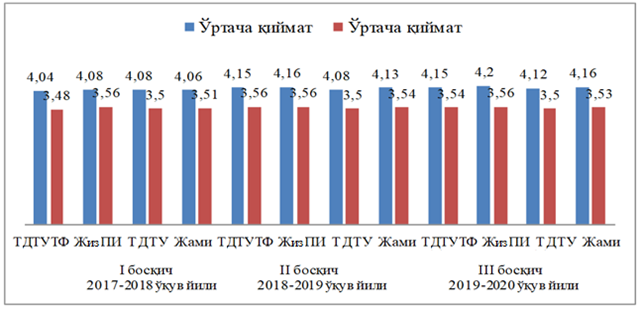 Ўртача қиймат Ўртача қиймат
4,04 3,48 4,08 3,56 4,08 3,5 4,06 3,51 4,15 3,56 4,16 3,56 4,08 3,5 4,13 3,54 4,15 3,54 4,2 3,56 4,12 3,5 4,16 3,53
ТДТУТФ ЖизПИ ТДТУ Жами ТДТУТФ ЖизПИ ТДТУ Жами ТДТУТФ ЖизПИ ТДТУ Жами
I босқич II босқич III босқич
2017-2018 ўқув йили 2018-2019 ўқув йили 2019-2020 ўқув йили